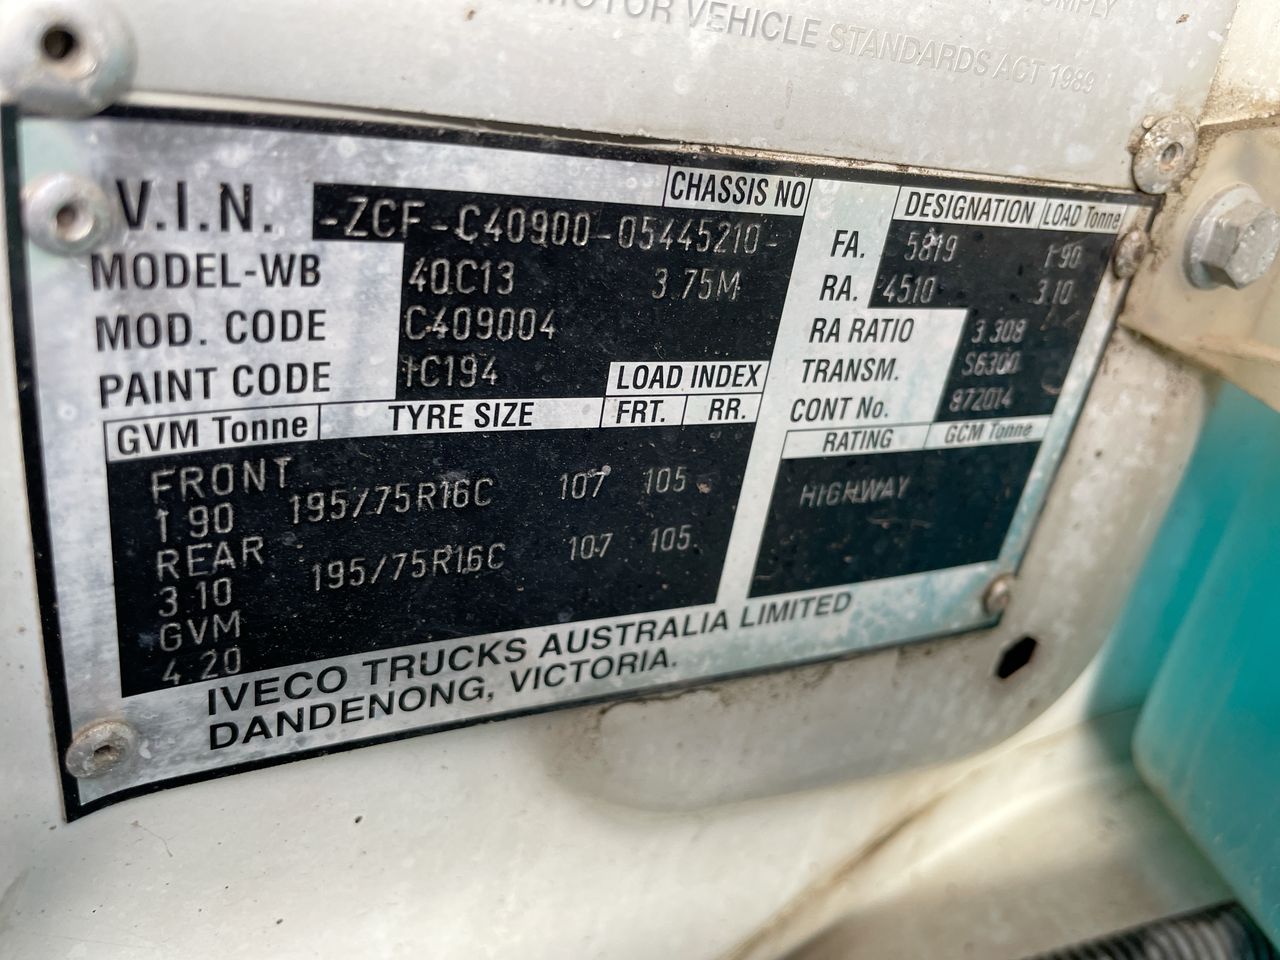 COMPLY
MOTOR VEHICLE STANDARDS ACT 1989
V.I.N. CHASSIS NO
-ZCF-C40900-05445210-
MODEL-WB 40C13 3.75M
MOD. CODE C409004
PAINT CODE 1C194
GVM Tonne TYRE SIZE LOAD INDEX
FRT. RR.
FRONT
1.90 195/75R16C 107 105
REAR
3.10 195/75R16C 107 105
GVM
4.20
DESIGNATION LOAD Tonne
FA. 5819 1.90
RA. 4510 3.10
RA RATIO 3.308
TRANSM. S6300
CONT No. 872014
RATING GCM Tonne
HIGHWAY
IVECO TRUCKS AUSTRALIA LIMITED
DANDENONG, VICTORIA.